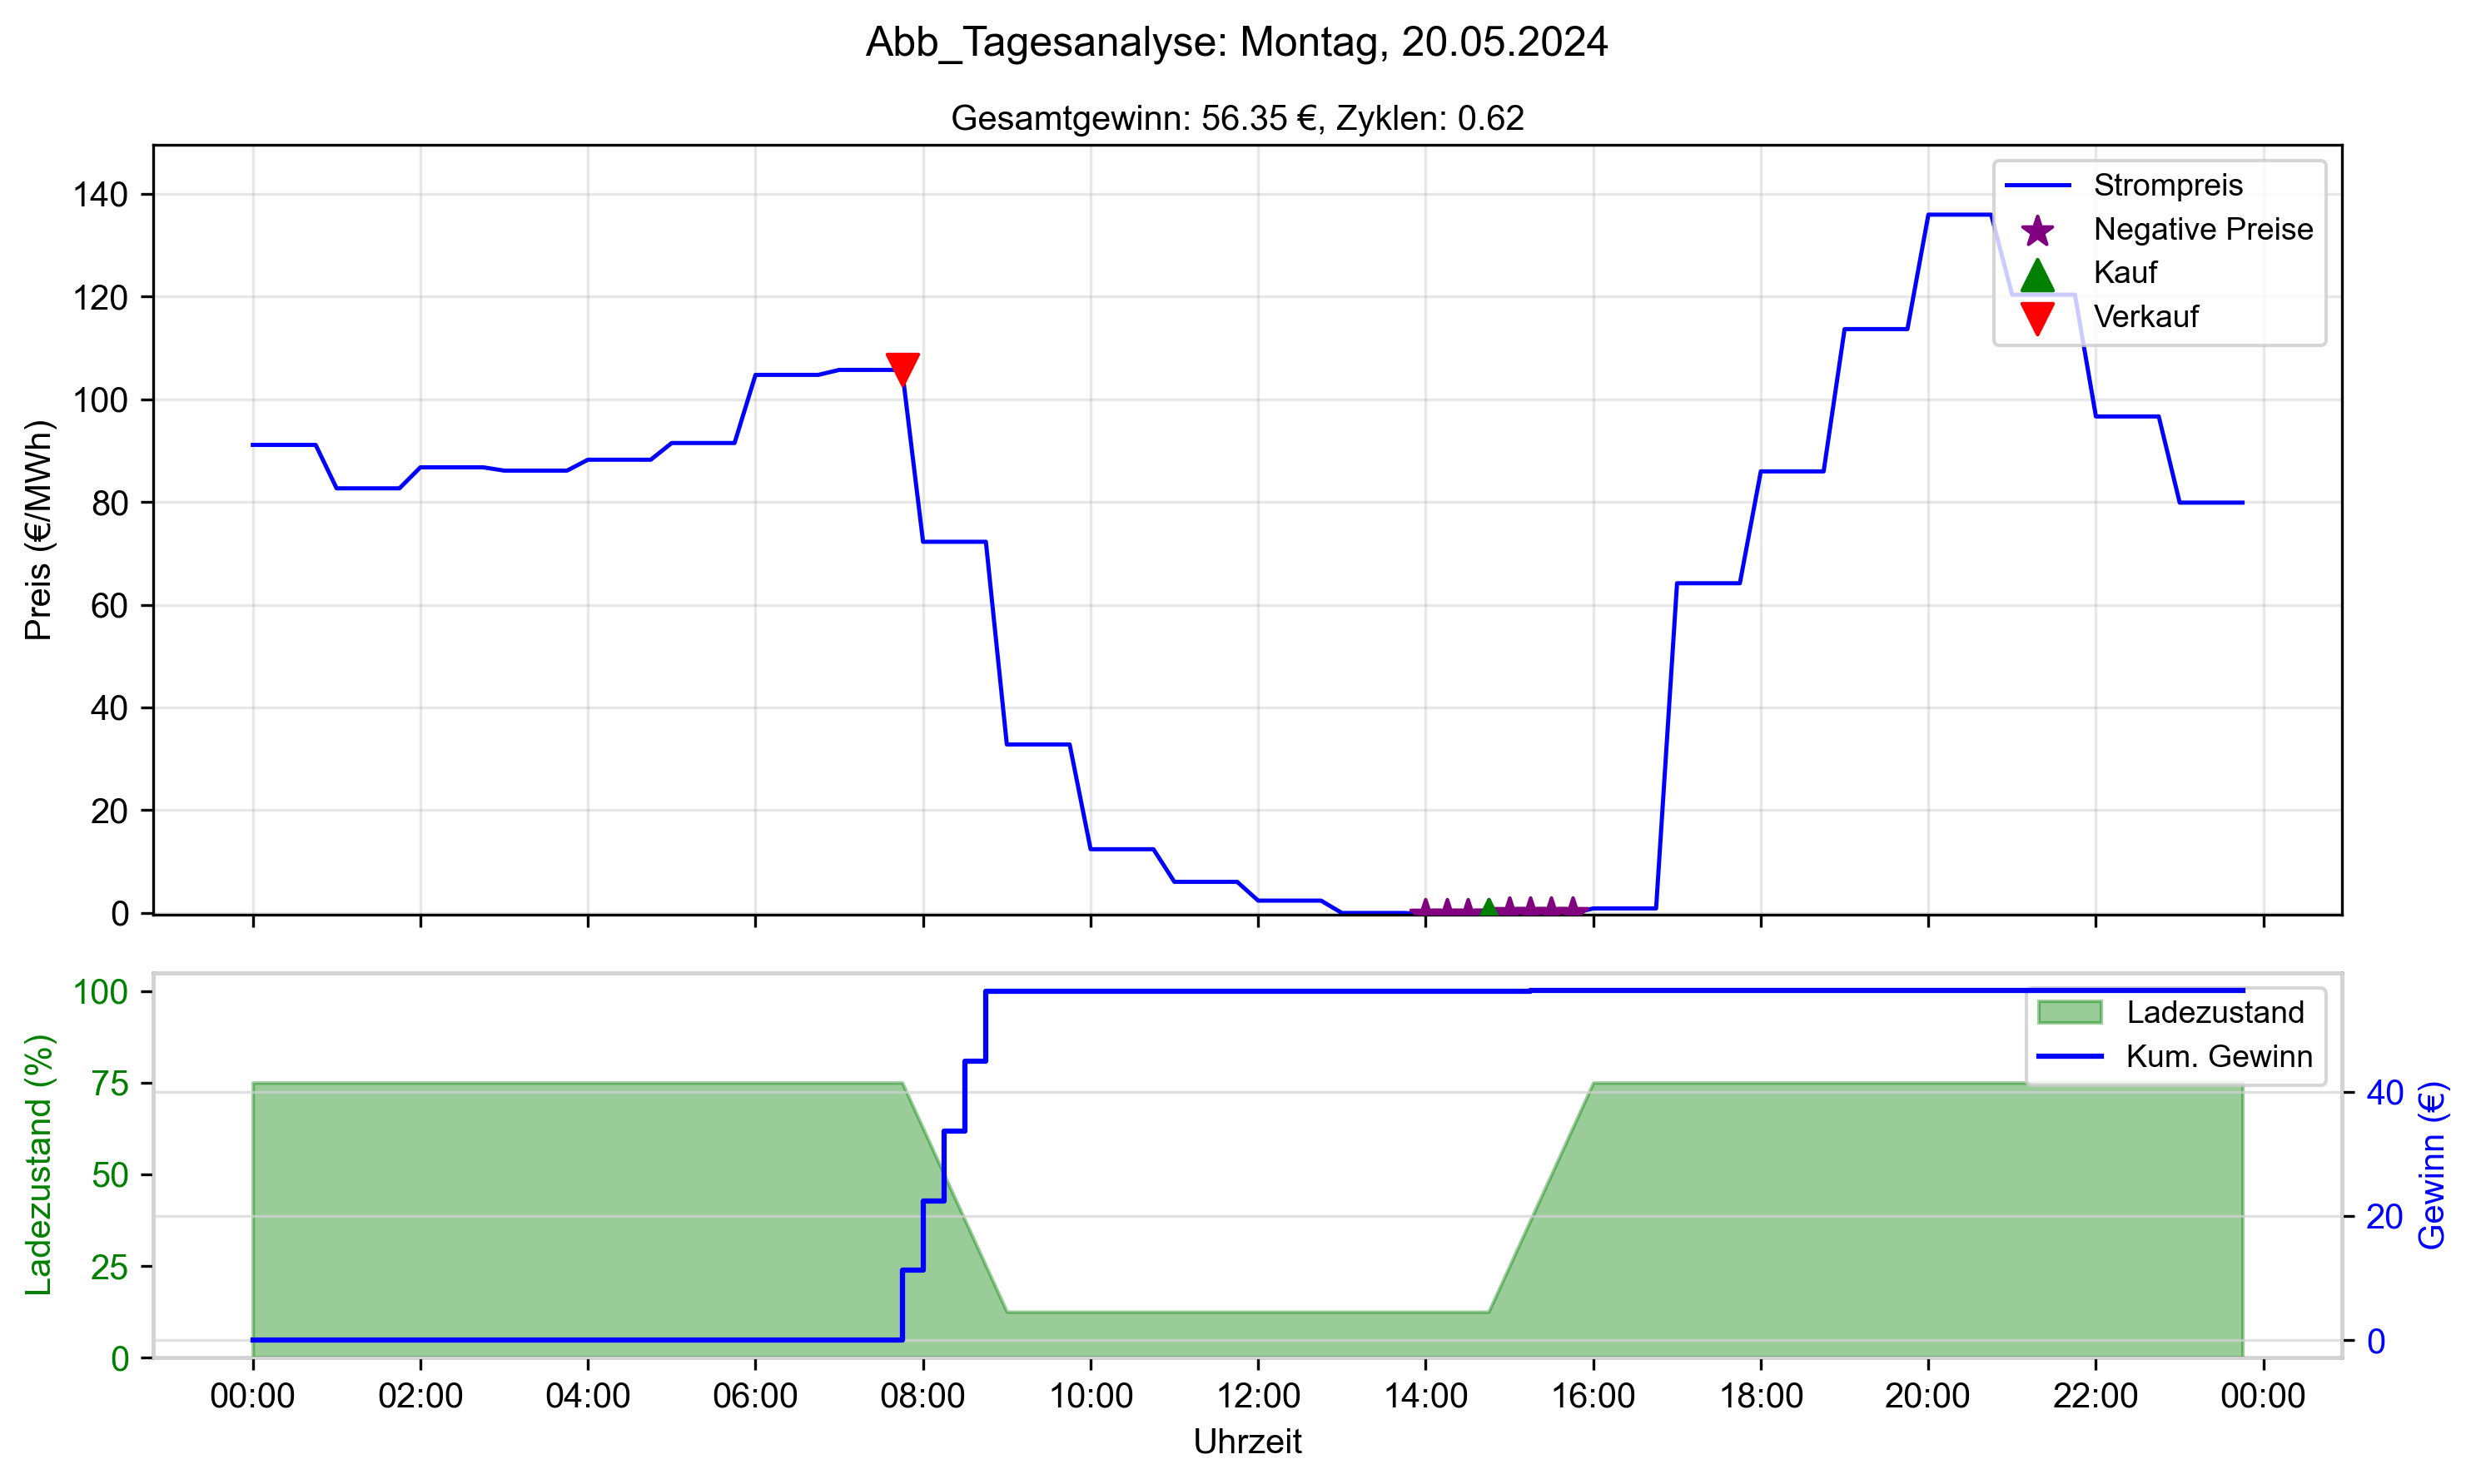 Abb_Tagesanalyse: Montag, 20.05.2024
Gesamtgewinn: 56.35 €, Zyklen: 0.62
Preis (€/MWh)
140
120
100
80
60
40
20
0
Strompreis
Negative Preise
Kauf
Verkauf
Ladezustand (%)
100
75
50
25
0
Ladezustand
Kum. Gewinn
40
20
0
Gewinn (€)
00:00 02:00 04:00 06:00 08:00 10:00 12:00 14:00 16:00 18:00 20:00 22:00 00:00
Uhrzeit